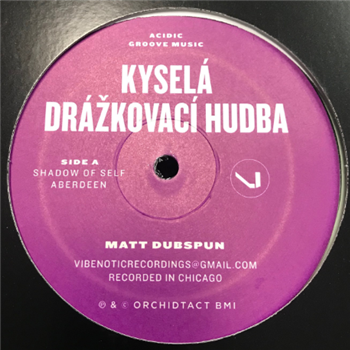 ACIDIC
GROOVE MUSIC
KYSELÁ
DRÁŽKOVACÍ HUDBA
SIDE A
SHADOW OF SELF
ABERDEEN
MATT DUBSPUN
VIBENOTICRECORDINGS@GMAIL.COM
RECORDED IN CHICAGO
℗ & © ORCHIDTACT BMI